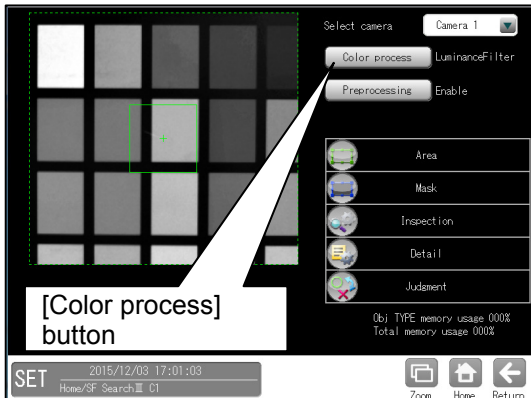 Select camera
Camera 1
Color process
LuminanceFilter
Preprocessing
Enable
Area
Mask
Inspection
Detail
Judgment
[Color process]
button
Obj TYPE memory usage 000%
Total memory usage 000%
SET
2015/12/03 17:01:03
Home/SF SearchⅢ C1
Zoom
Home
Return